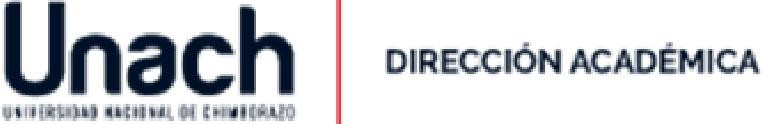 Unach
UNIVERSIDAD NACIONAL DE CHIMBORAZO
DIRECCIÓN ACADÉMICA